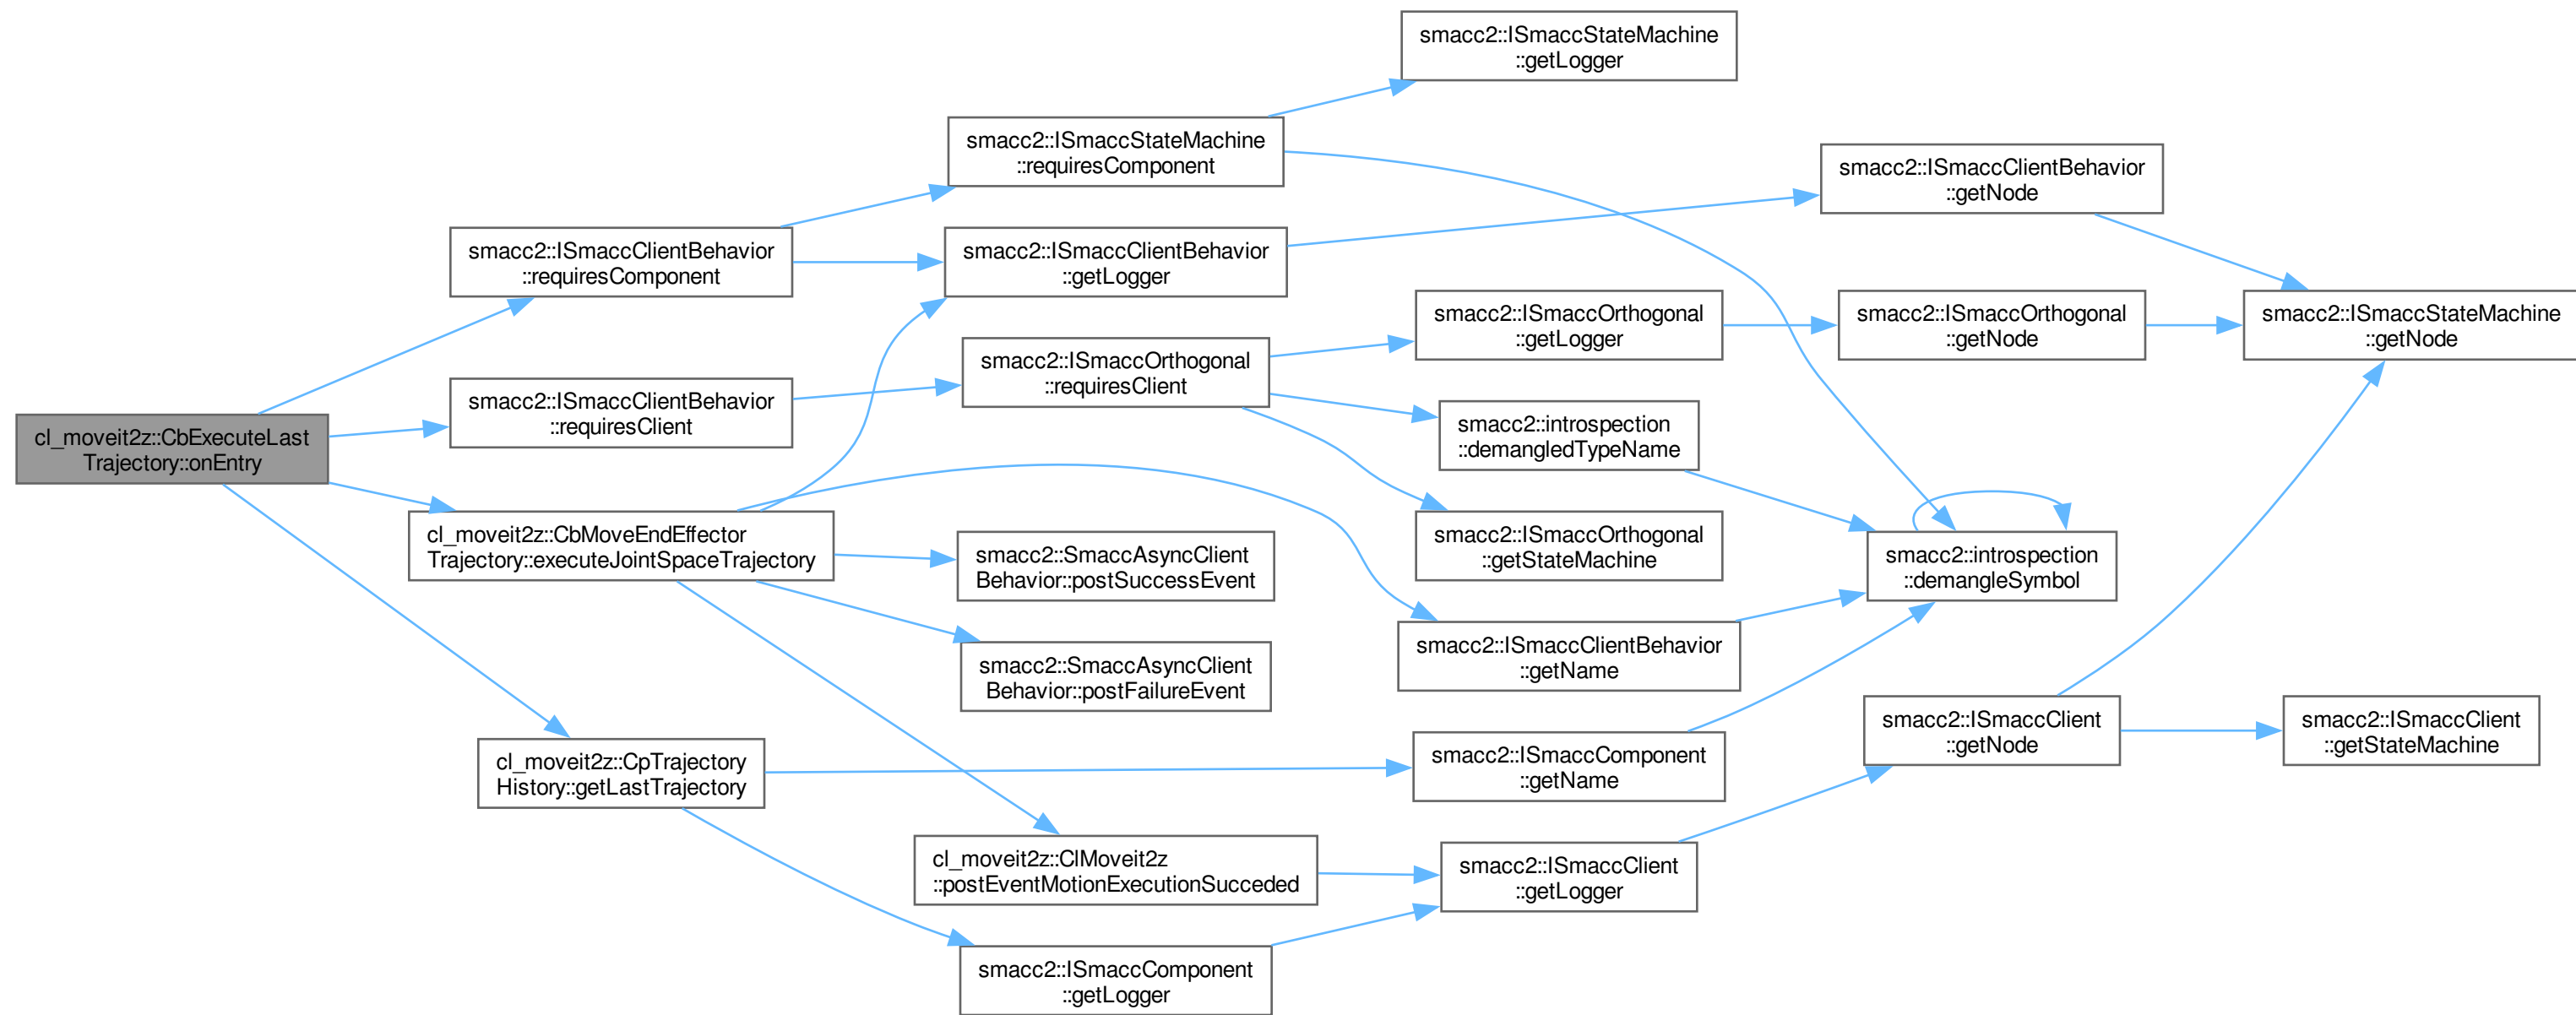 smacc2::ISmaccStateMachine
::getLogger
smacc2::ISmaccStateMachine
::requiresComponent
smacc2::ISmaccClientBehavior
::getNode
smacc2::ISmaccClientBehavior
::requiresComponent
smacc2::ISmaccClientBehavior
::getLogger
smacc2::ISmaccOrthogonal
::getLogger
smacc2::ISmaccOrthogonal
::getNode
smacc2::ISmaccStateMachine
::getNode
smacc2::ISmaccOrthogonal
::requiresClient
smacc2::ISmaccClientBehavior
::requiresClient
smacc2::introspection
::demangledTypeName
cl_moveit2z::CbExecuteLast
Trajectory::onEntry
cl_moveit2z::CbMoveEndEffector
Trajectory::executeJointSpaceTrajectory
smacc2::ISmaccOrthogonal
::getStateMachine
smacc2::SmaccAsyncClient
Behavior::postSuccessEvent
smacc2::introspection
::demangleSymbol
smacc2::ISmaccClientBehavior
::getName
smacc2::SmaccAsyncClient
Behavior::postFailureEvent
smacc2::ISmaccClient
::getNode
smacc2::ISmaccClient
::getStateMachine
cl_moveit2z::CpTrajectory
History::getLastTrajectory
smacc2::ISmaccComponent
::getName
cl_moveit2z::ClMoveit2z
::postEventMotionExecutionSucceded
smacc2::ISmaccClient
::getLogger
smacc2::ISmaccComponent
::getLogger